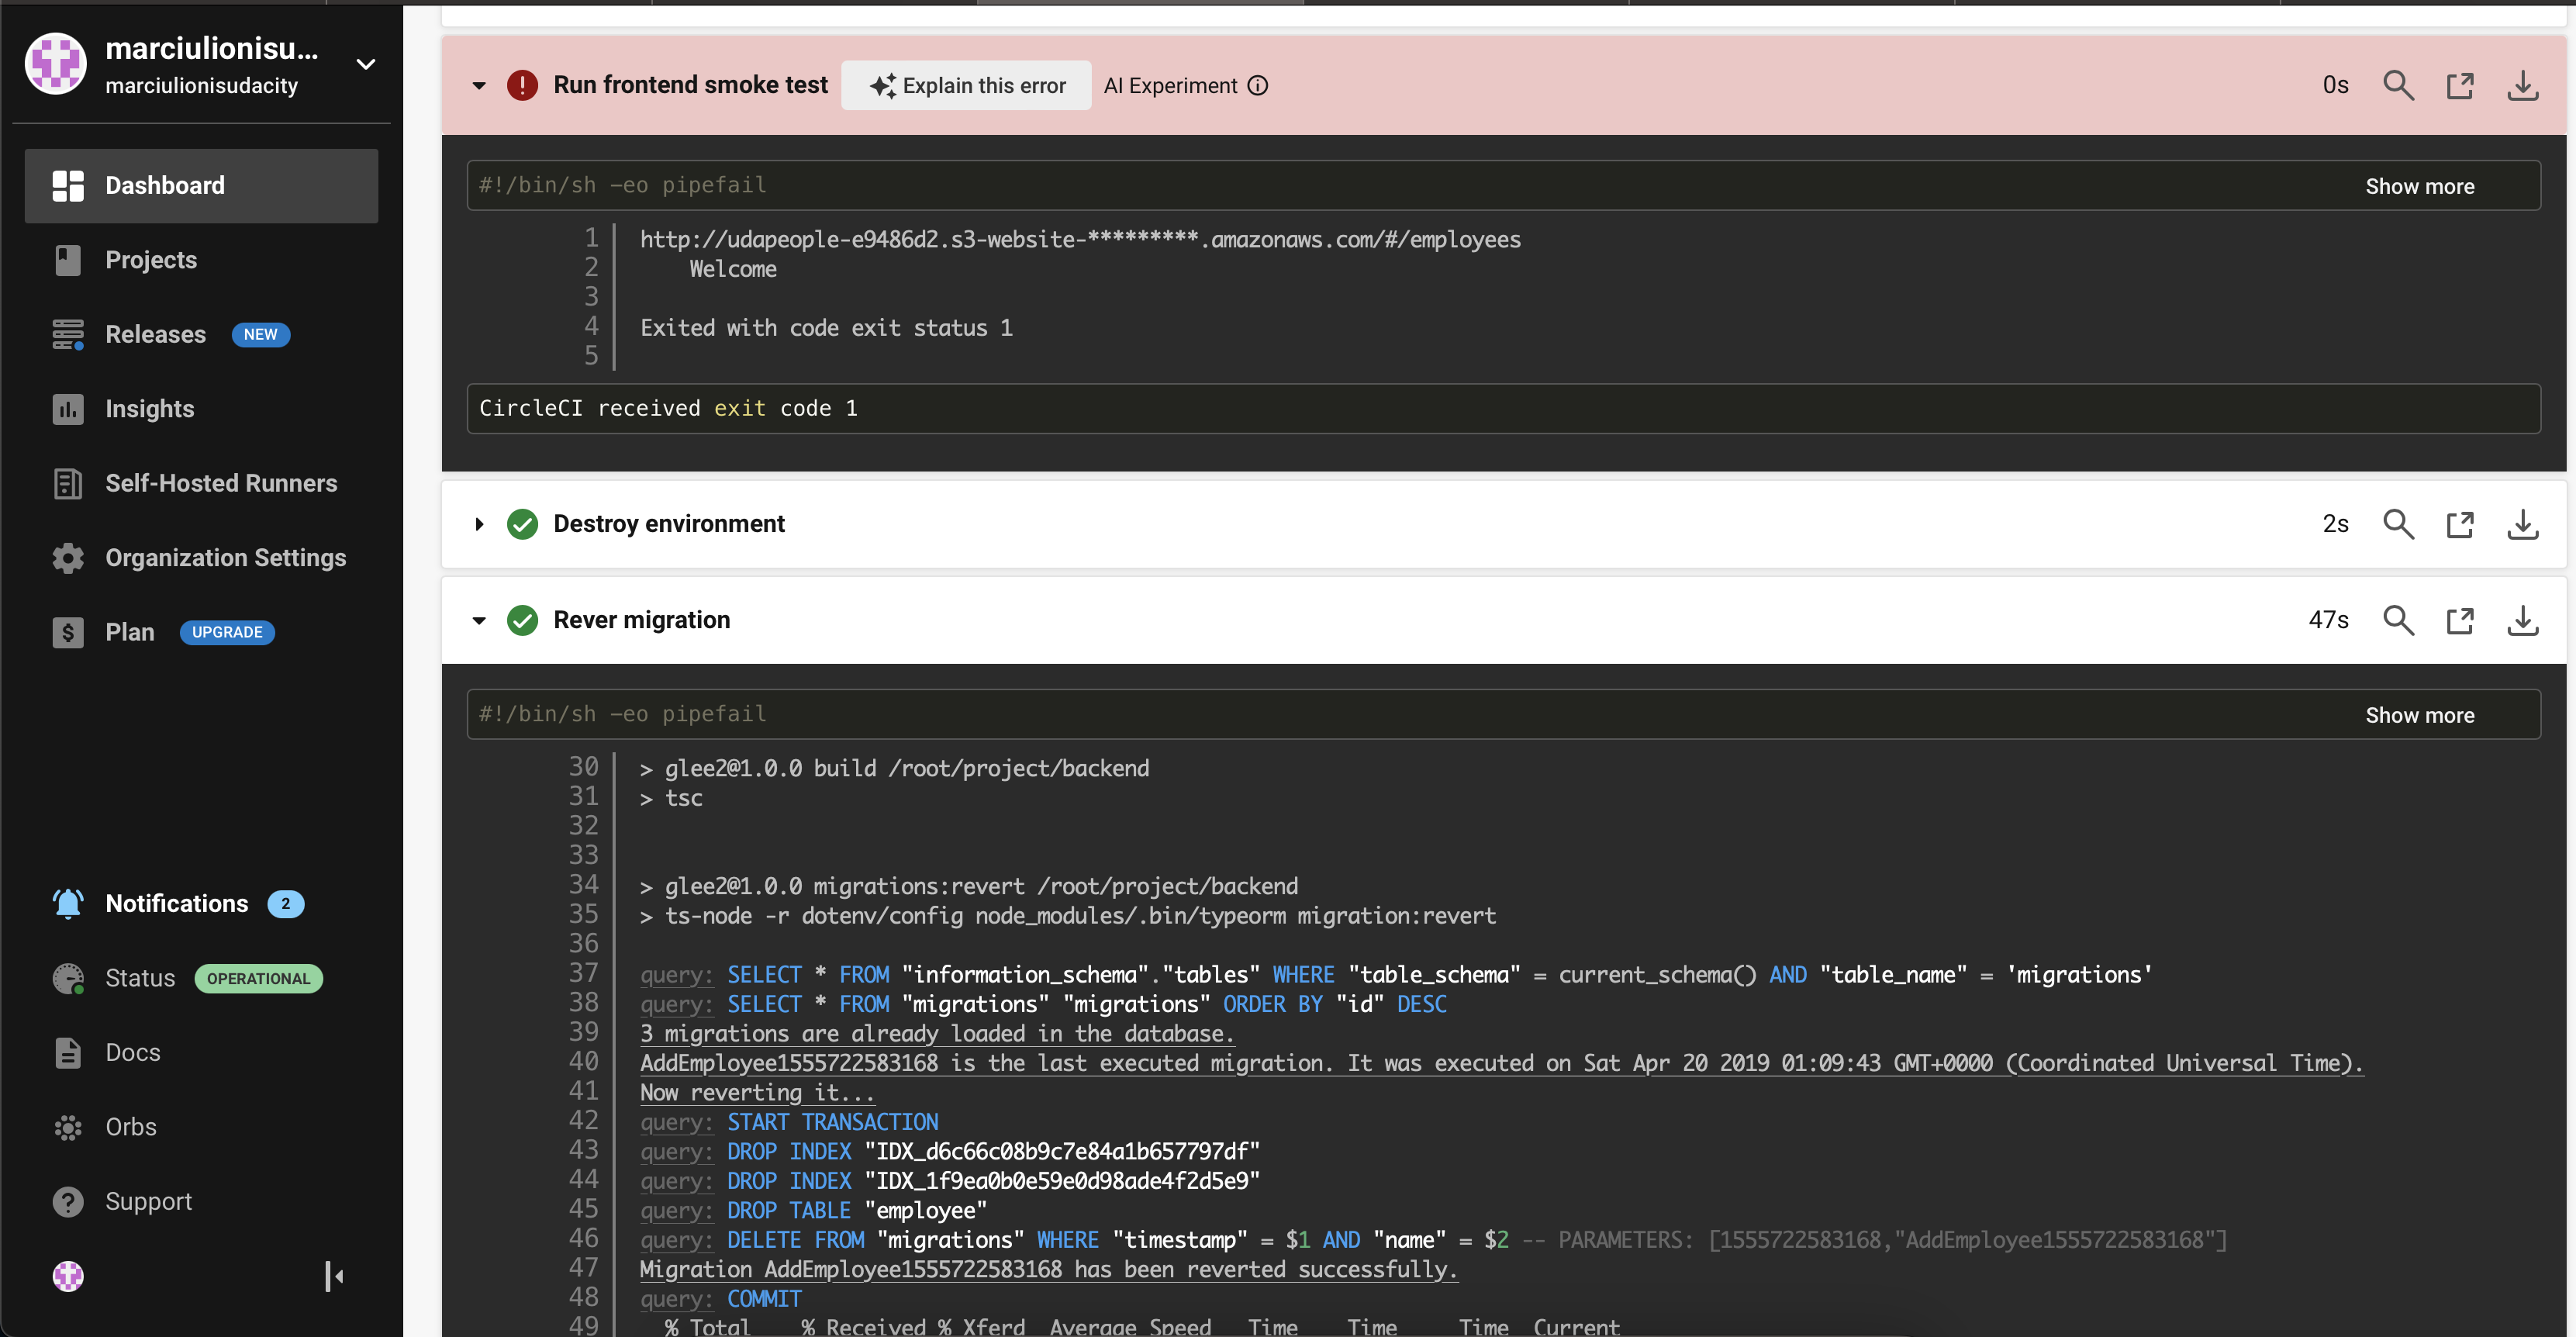 marciulionisu...
marciulionisudacity
Dashboard
Projects
Releases NEW
Insights
Self-Hosted Runners
Organization Settings
Plan UPGRADE
Notifications 2
Status OPERATIONAL
Docs
Orbs
Support
Run frontend smoke test Explain this error AI Experiment 0s
#!/bin/sh -eo pipefail Show more
1 http://udapeople-e9486d2.s3-website-*********.amazonaws.com/#/employees
2 Welcome
3
4 Exited with code exit status 1
5
CircleCI received exit code 1
Destroy environment 2s
Rever migration 47s
#!/bin/sh -eo pipefail Show more
30 > glee2@1.0.0 build /root/project/backend
31 > tsc
32
33
34 > glee2@1.0.0 migrations:revert /root/project/backend
35 > ts-node -r dotenv/config node_modules/.bin/typeorm migration:revert
36
37 query: SELECT * FROM "information_schema"."tables" WHERE "table_schema" = current_schema() AND "table_name" = 'migrations'
38 query: SELECT * FROM "migrations" "migrations" ORDER BY "id" DESC
39 3 migrations are already loaded in the database.
40 AddEmployee1555722583168 is the last executed migration. It was executed on Sat Apr 20 2019 01:09:43 GMT+0000 (Coordinated Universal Time).
41 Now reverting it...
42 query: START TRANSACTION
43 query: DROP INDEX "IDX_d6c66c08b9c7e84a1b657797df"
44 query: DROP INDEX "IDX_1f9ea0b0e59e0d98ade4f2d5e9"
45 query: DROP TABLE "employee"
46 query: DELETE FROM "migrations" WHERE "timestamp" = $1 AND "name" = $2 -- PARAMETERS: [1555722583168,"AddEmployee1555722583168"]
47 Migration AddEmployee1555722583168 has been reverted successfully.
48 query: COMMIT
49 % Total % Received % Xferd Average Speed Time Time Time Current